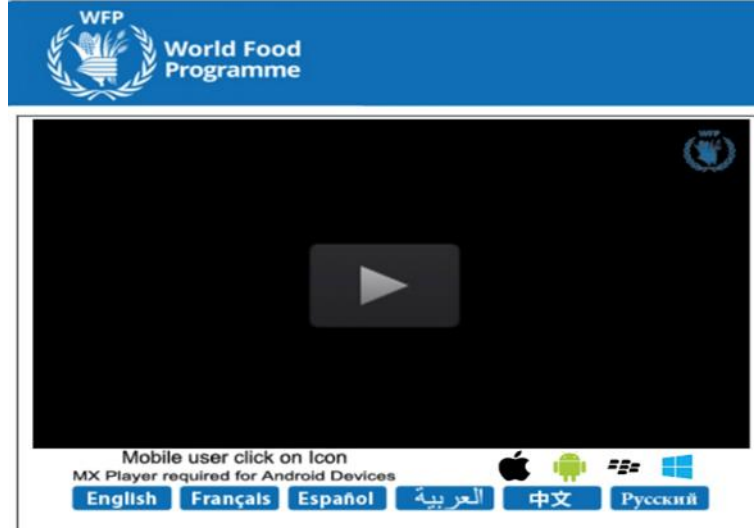 WFP
World Food
Programme
WFP
Mobile user click on Icon
MX Player required for Android Devices
English Français Español العربية 中文 Русский